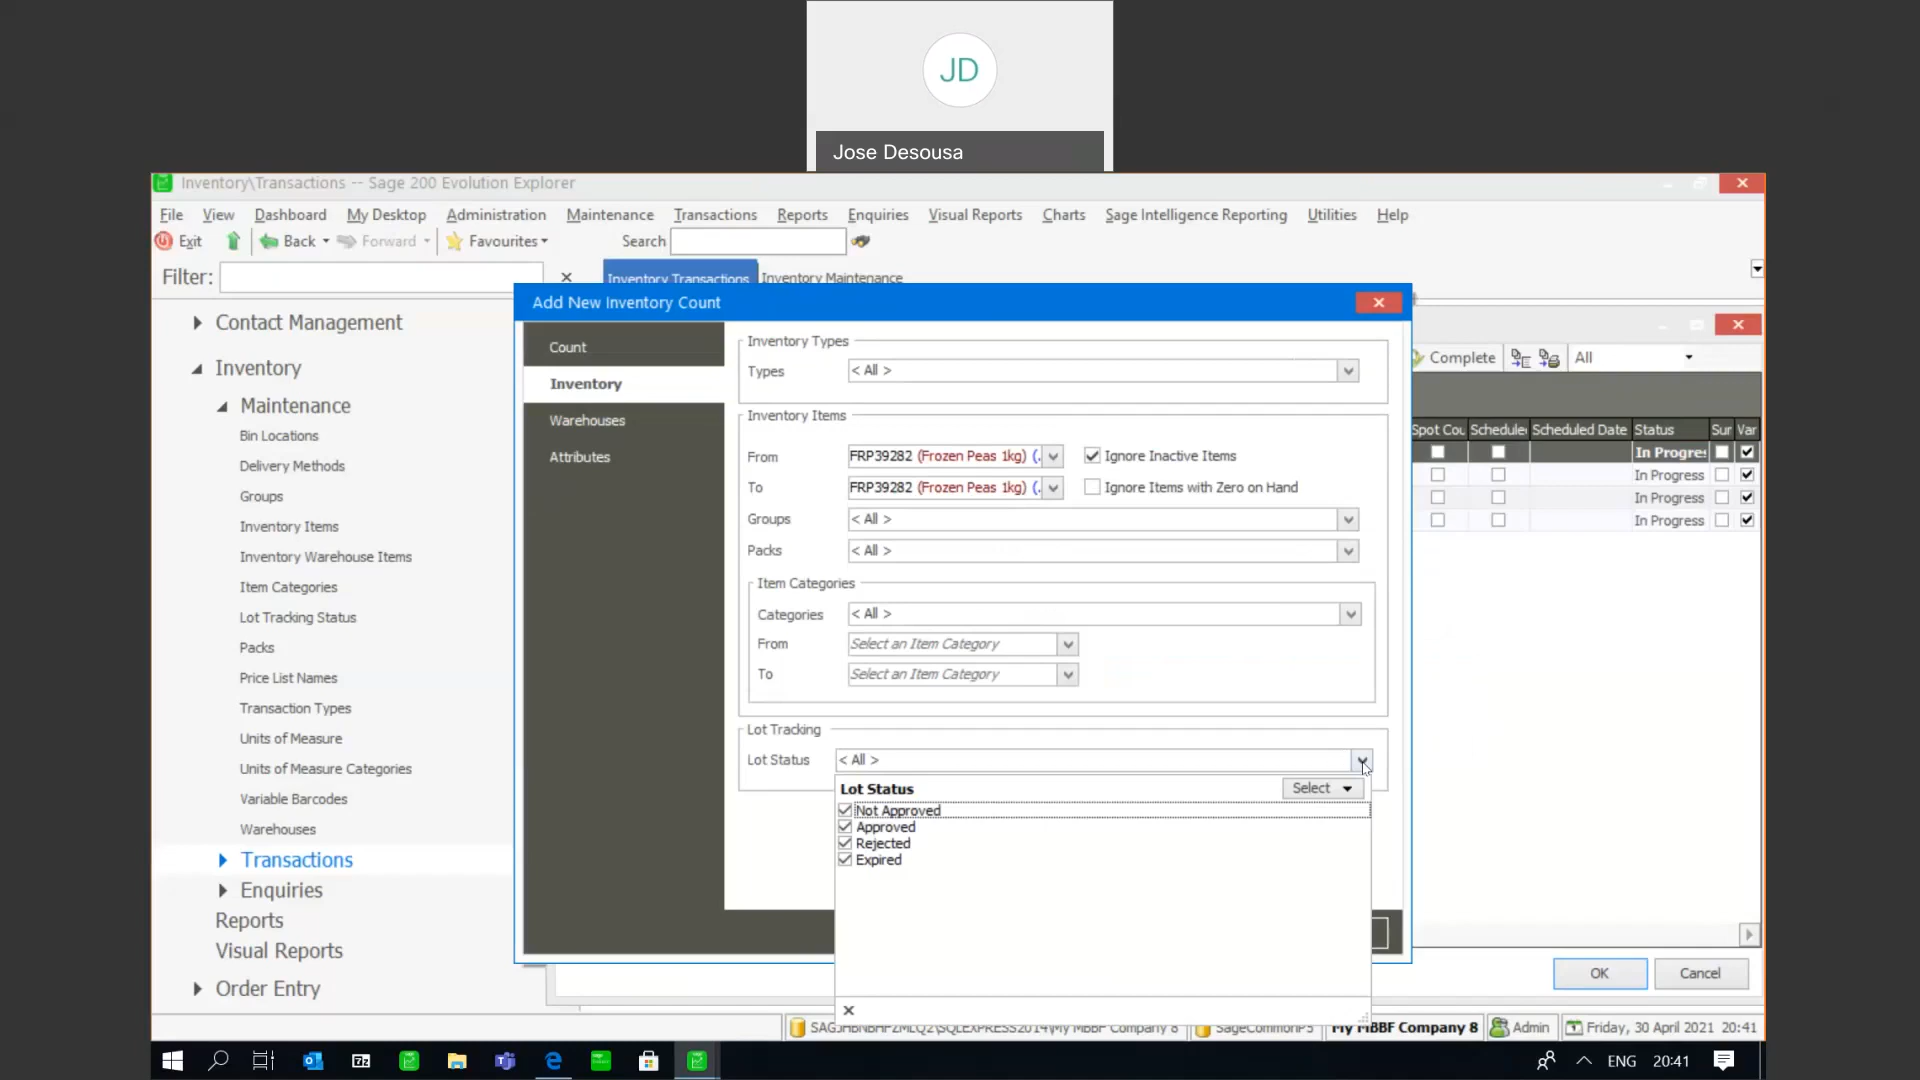 JD
Jose Desousa
Inventory\Transactions -- Sage 200 Evolution Explorer
File View Dashboard My Desktop Administration Maintenance Transactions Reports Enquiries Visual Reports Charts Sage Intelligence Reporting Utilities Help
Exit Back Forward Favourites Search
Filter: Inventory Transactions Inventory Maintenance
Contact Management
Inventory
Maintenance
Bin Locations
Delivery Methods
Groups
Inventory Items
Inventory Warehouse Items
Item Categories
Lot Tracking Status
Packs
Price List Names
Transaction Types
Units of Measure
Units of Measure Categories
Variable Barcodes
Warehouses
Transactions
Enquiries
Reports
Visual Reports
Order Entry
Add New Inventory Count
Count
Inventory
Warehouses
Attributes
Inventory Types
Types < All >
Inventory Items
From FRP39282 (Frozen Peas 1kg) (. Ignore Inactive Items
To FRP39282 (Frozen Peas 1kg) (. Ignore Items with Zero on Hand
Groups < All >
Packs < All >
Item Categories
Categories < All >
From Select an Item Category
To Select an Item Category
Lot Tracking
Lot Status < All >
Lot Status Select
Not Approved
Approved
Rejected
Expired
Complete All
Spot Cou Scheduled Scheduled Date Status Sur Var
In Progres
In Progress
In Progress
In Progress
OK Cancel
My MBBF Company 8 Admin Friday, 30 April 2021 20:41
ENG 20:41